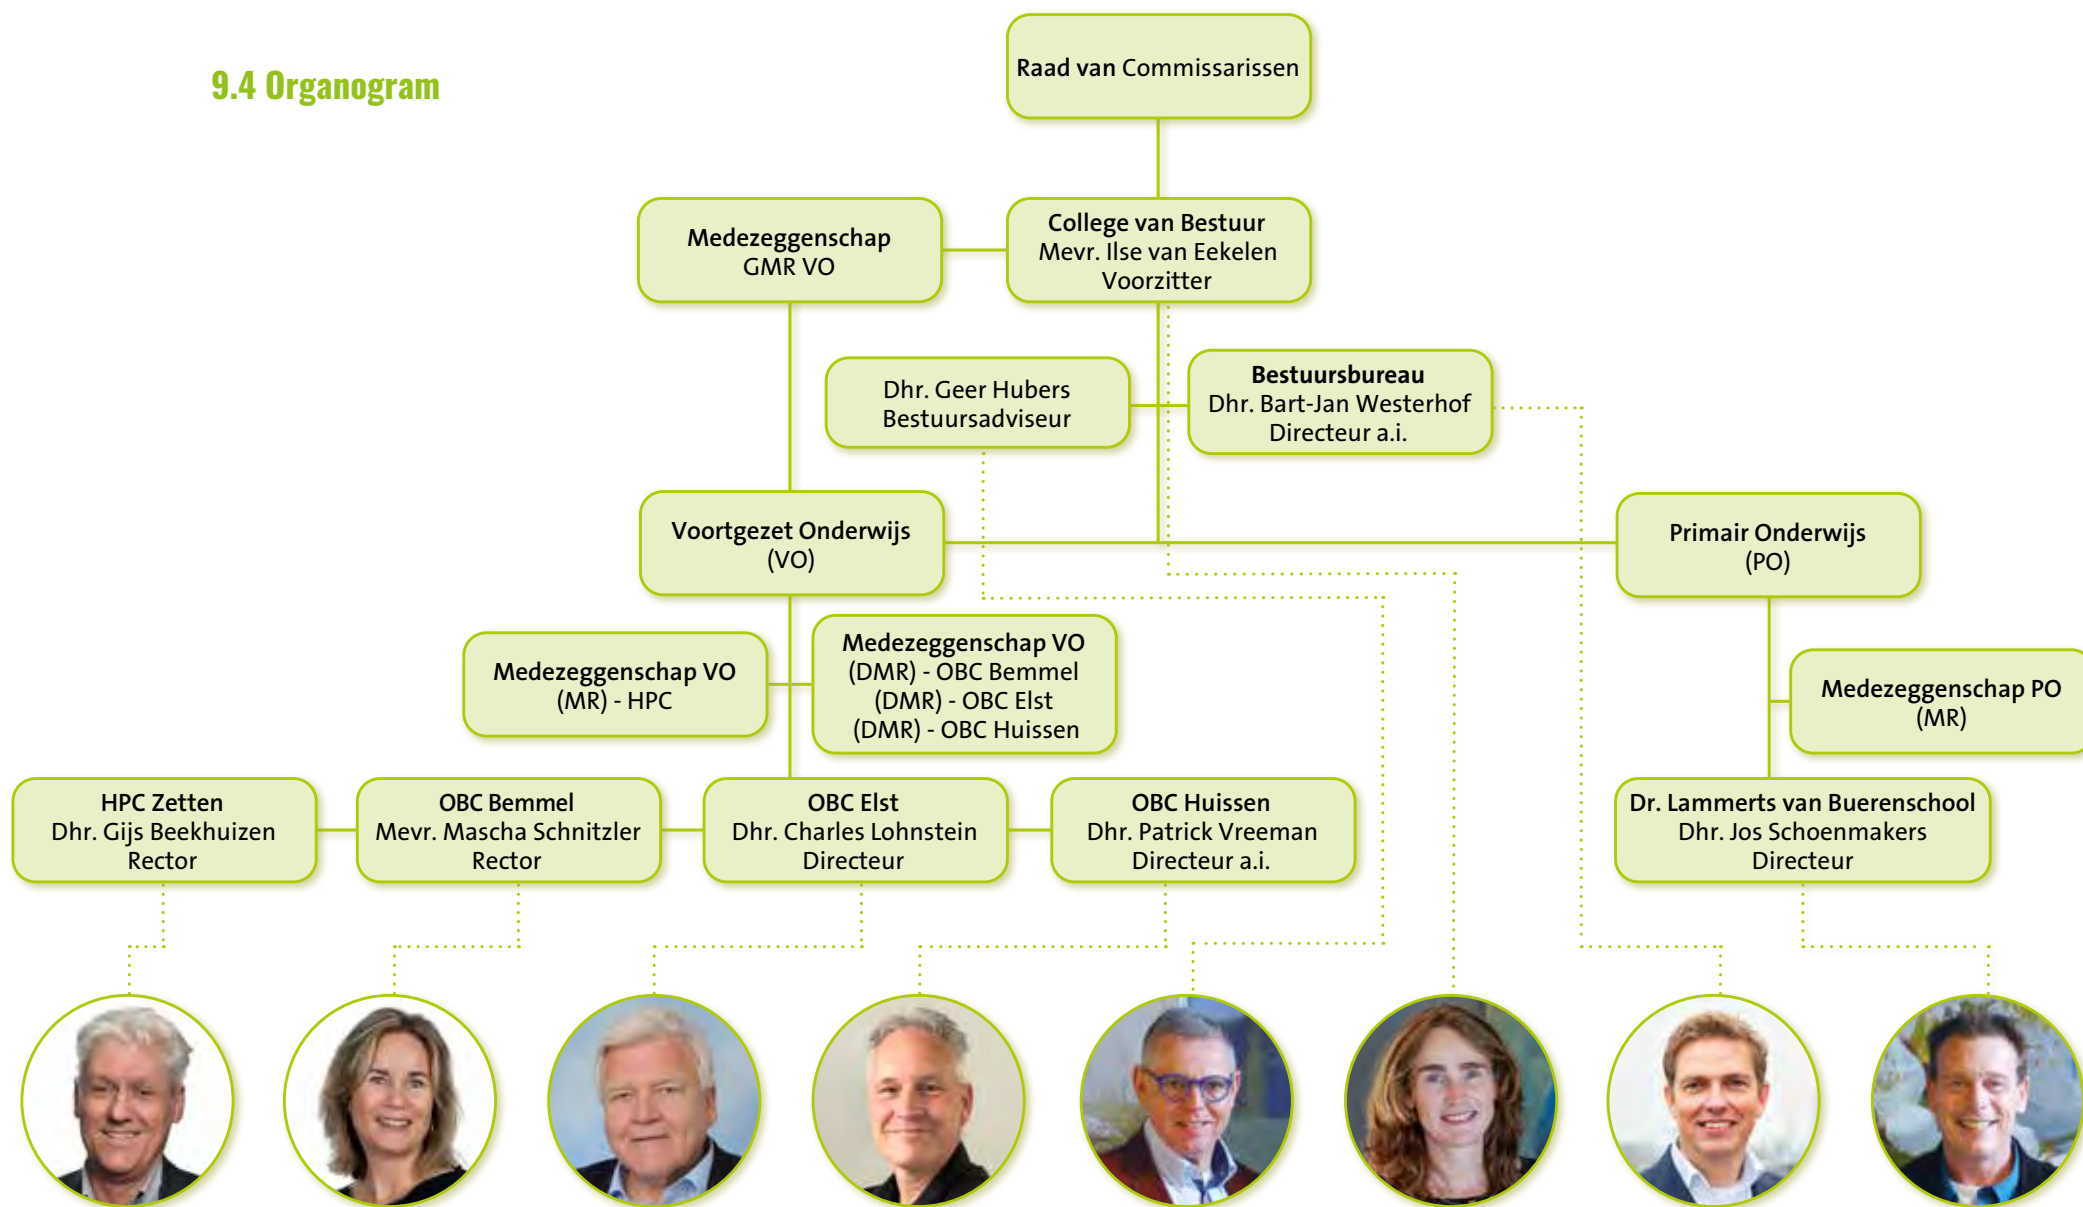 9.4 Organogram
Raad van Commissarissen
Medezeggenschap
GMR VO
College van Bestuur
Mevr. Ilse van Eekelen
Voorzitter
Dhr. Geer Hubers
Bestuursadviseur
Bestuursbureau
Dhr. Bart-Jan Westerhof
Directeur a.i.
Voortgezet Onderwijs
(VO)
Primair Onderwijs
(PO)
Medezeggenschap VO
(MR) - HPC
Medezeggenschap VO
(DMR) - OBC Bemmel
(DMR) - OBC Elst
(DMR) - OBC Huissen
Medezeggenschap PO
(MR)
HPC Zetten
Dhr. Gijs Beekhuizen
Rector
OBC Bemmel
Mevr. Mascha Schnitzler
Rector
OBC Elst
Dhr. Charles Lohnstein
Directeur
OBC Huissen
Dhr. Patrick Vreeman
Directeur a.i.
Dr. Lammerts van Buerenschool
Dhr. Jos Schoenmakers
Directeur